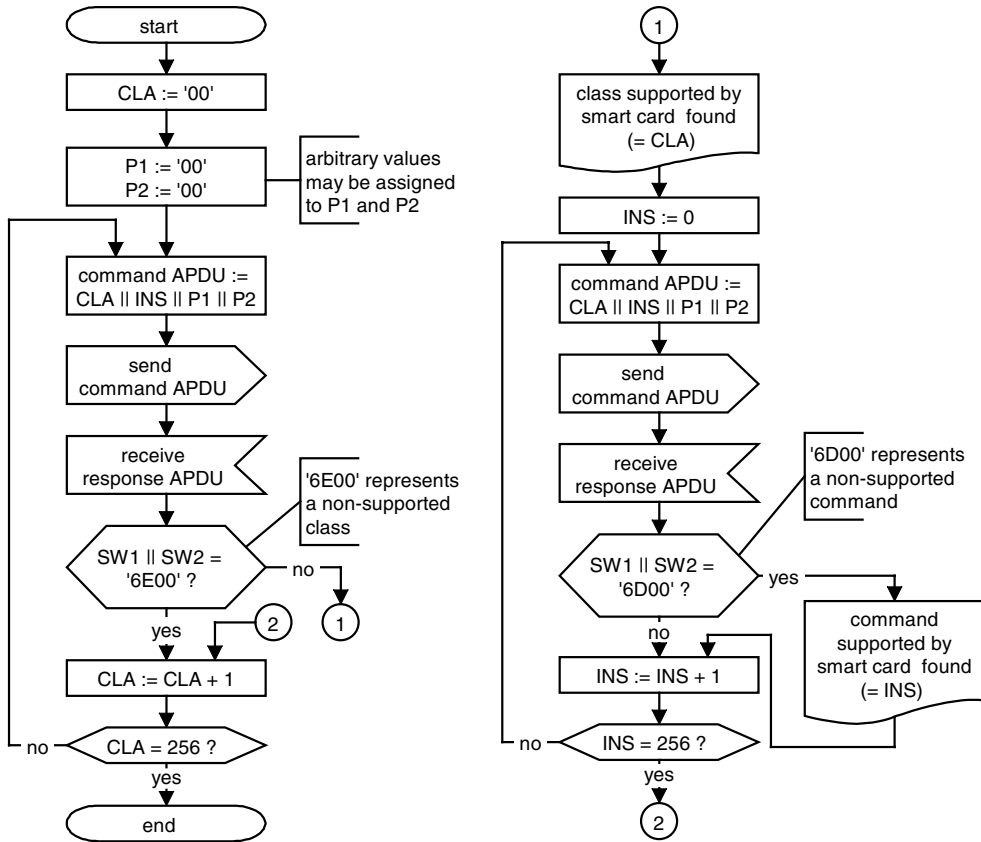 start
CLA := '00'
P1 := '00'
P2 := '00'
arbitrary values
may be assigned
to P1 and P2
command APDU :=
CLA || INS || P1 || P2
send
command APDU
receive
response APDU
'6E00' represents
a non-supported
class
SW1 || SW2 =
'6E00' ?
no
1
yes
2
CLA := CLA + 1
no
CLA = 256 ?
yes
end
1
class supported by
smart card found
(= CLA)
INS := 0
command APDU :=
CLA || INS || P1 || P2
send
command APDU
receive
response APDU
'6D00' represents
a non-supported
command
SW1 || SW2 =
'6D00' ?
yes
no
command
supported by
smart card found
(= INS)
INS := INS + 1
no
INS = 256 ?
yes
2